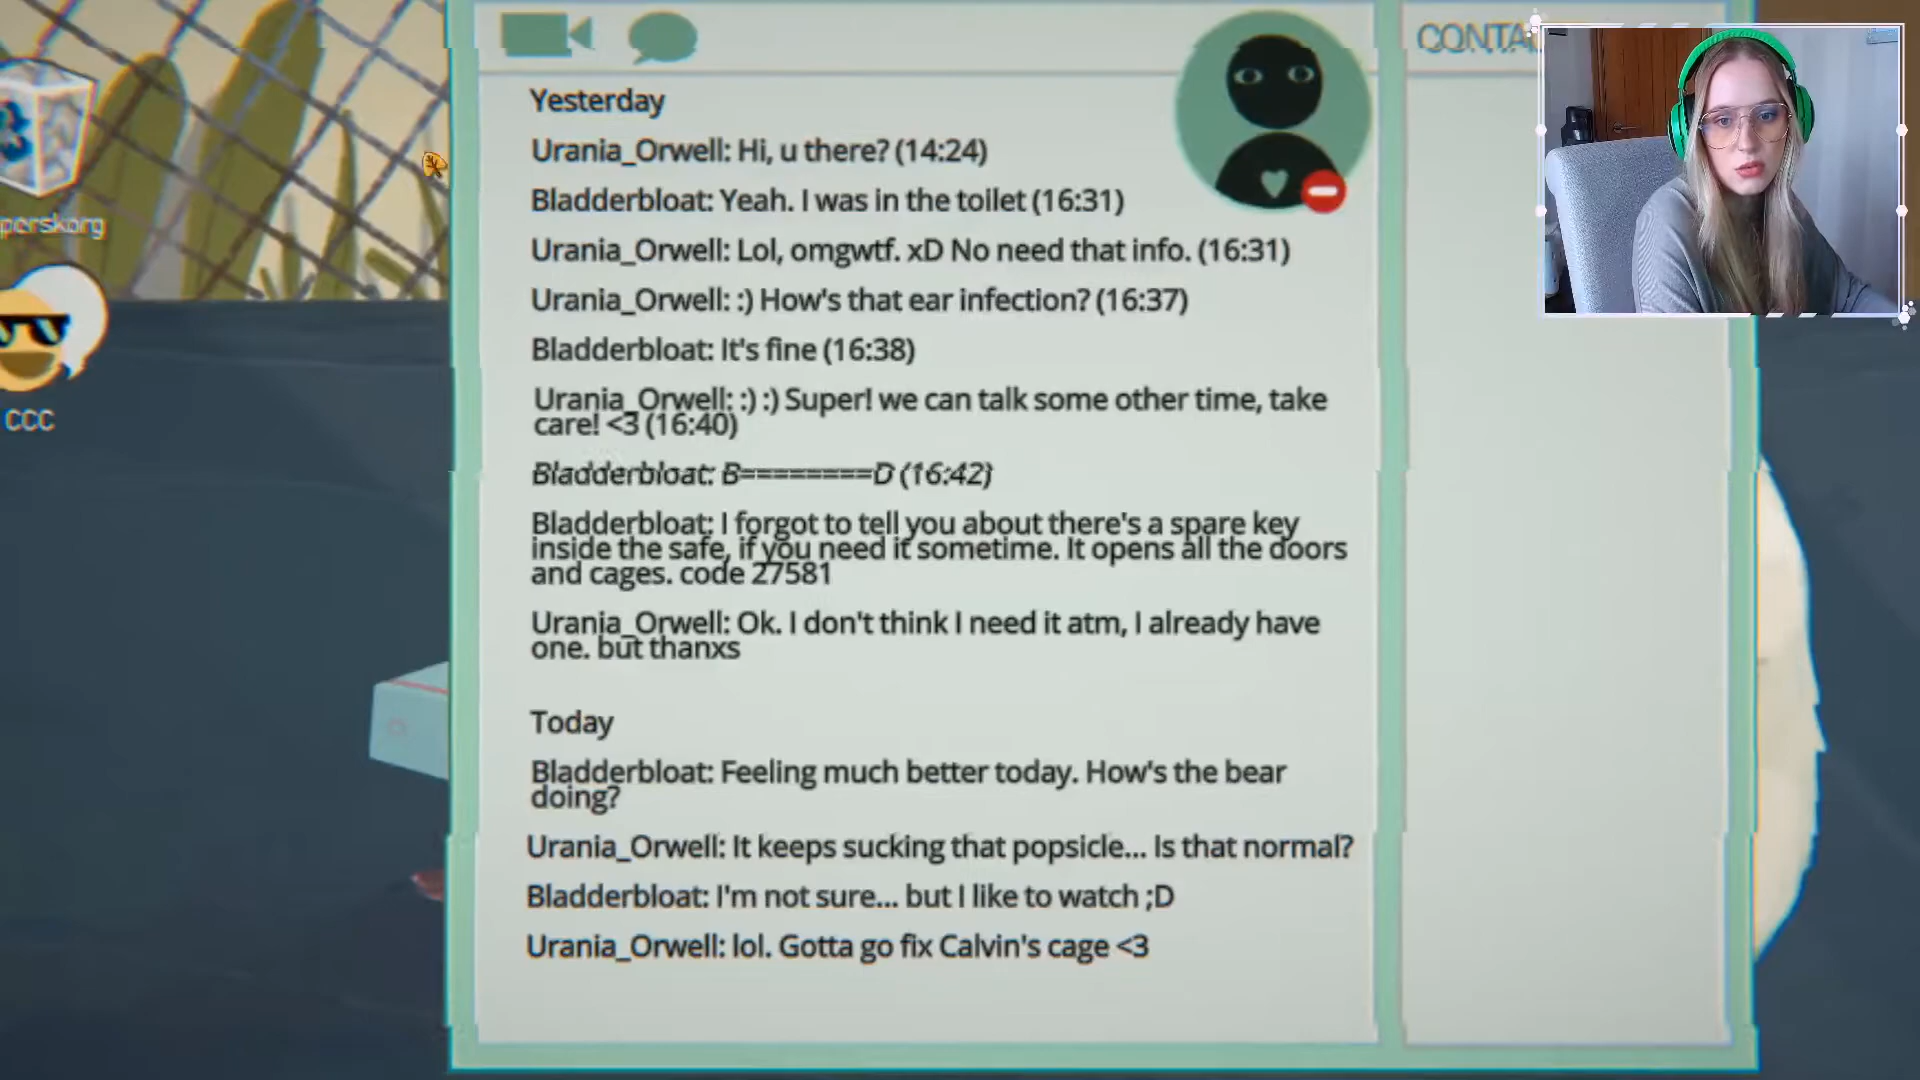 CONTA
Yesterday
Urania_Orwell: Hi, u there? (14:24)
Bladderbloat: Yeah. I was in the toilet (16:31)
Urania_Orwell: Lol, omgwtf. xD No need that info. (16:31)
perskorg
Urania_Orwell: :) How's that ear infection? (16:37)
Bladderbloat: It's fine (16:38)
Urania_Orwell: :) :) Super! we can talk some other time, take
care! <3 (16:40)
CCC
Bladderbloat: B========D (16:42)
Bladderbloat: I forgot to tell you about there's a spare key
inside the safe, if you need it sometime. It opens all the doors
and cages. code 27581
Urania_Orwell: Ok. I don't think I need it atm, I already have
one. but thanxs
Today
Bladderbloat: Feeling much better today. How's the bear
doing?
Urania_Orwell: It keeps sucking that popsicle... Is that normal?
Bladderbloat: I'm not sure... but I like to watch ;D
Urania_Orwell: lol. Gotta go fix Calvin's cage <3